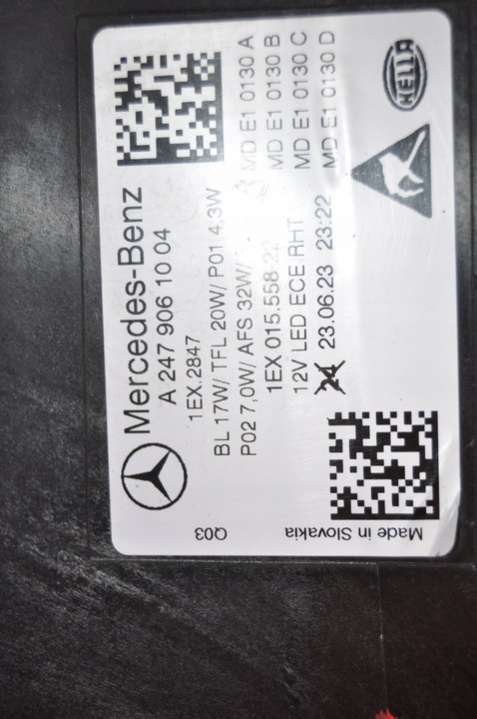 Mercedes-Benz
A 247 906 10 04
1EX.2847
BL 17W/ TFL 20W/ P01 4,3W
P02 7,0W/ AFS 32W/
1EX 015.558-22
12V LED ECE RHT
24 23.06.23 23:22
MD E1 0130 A
MD E1 0130 B
MD E1 0130 C
MD E1 0130 D
HELLA
Q03
Made in Slovakia